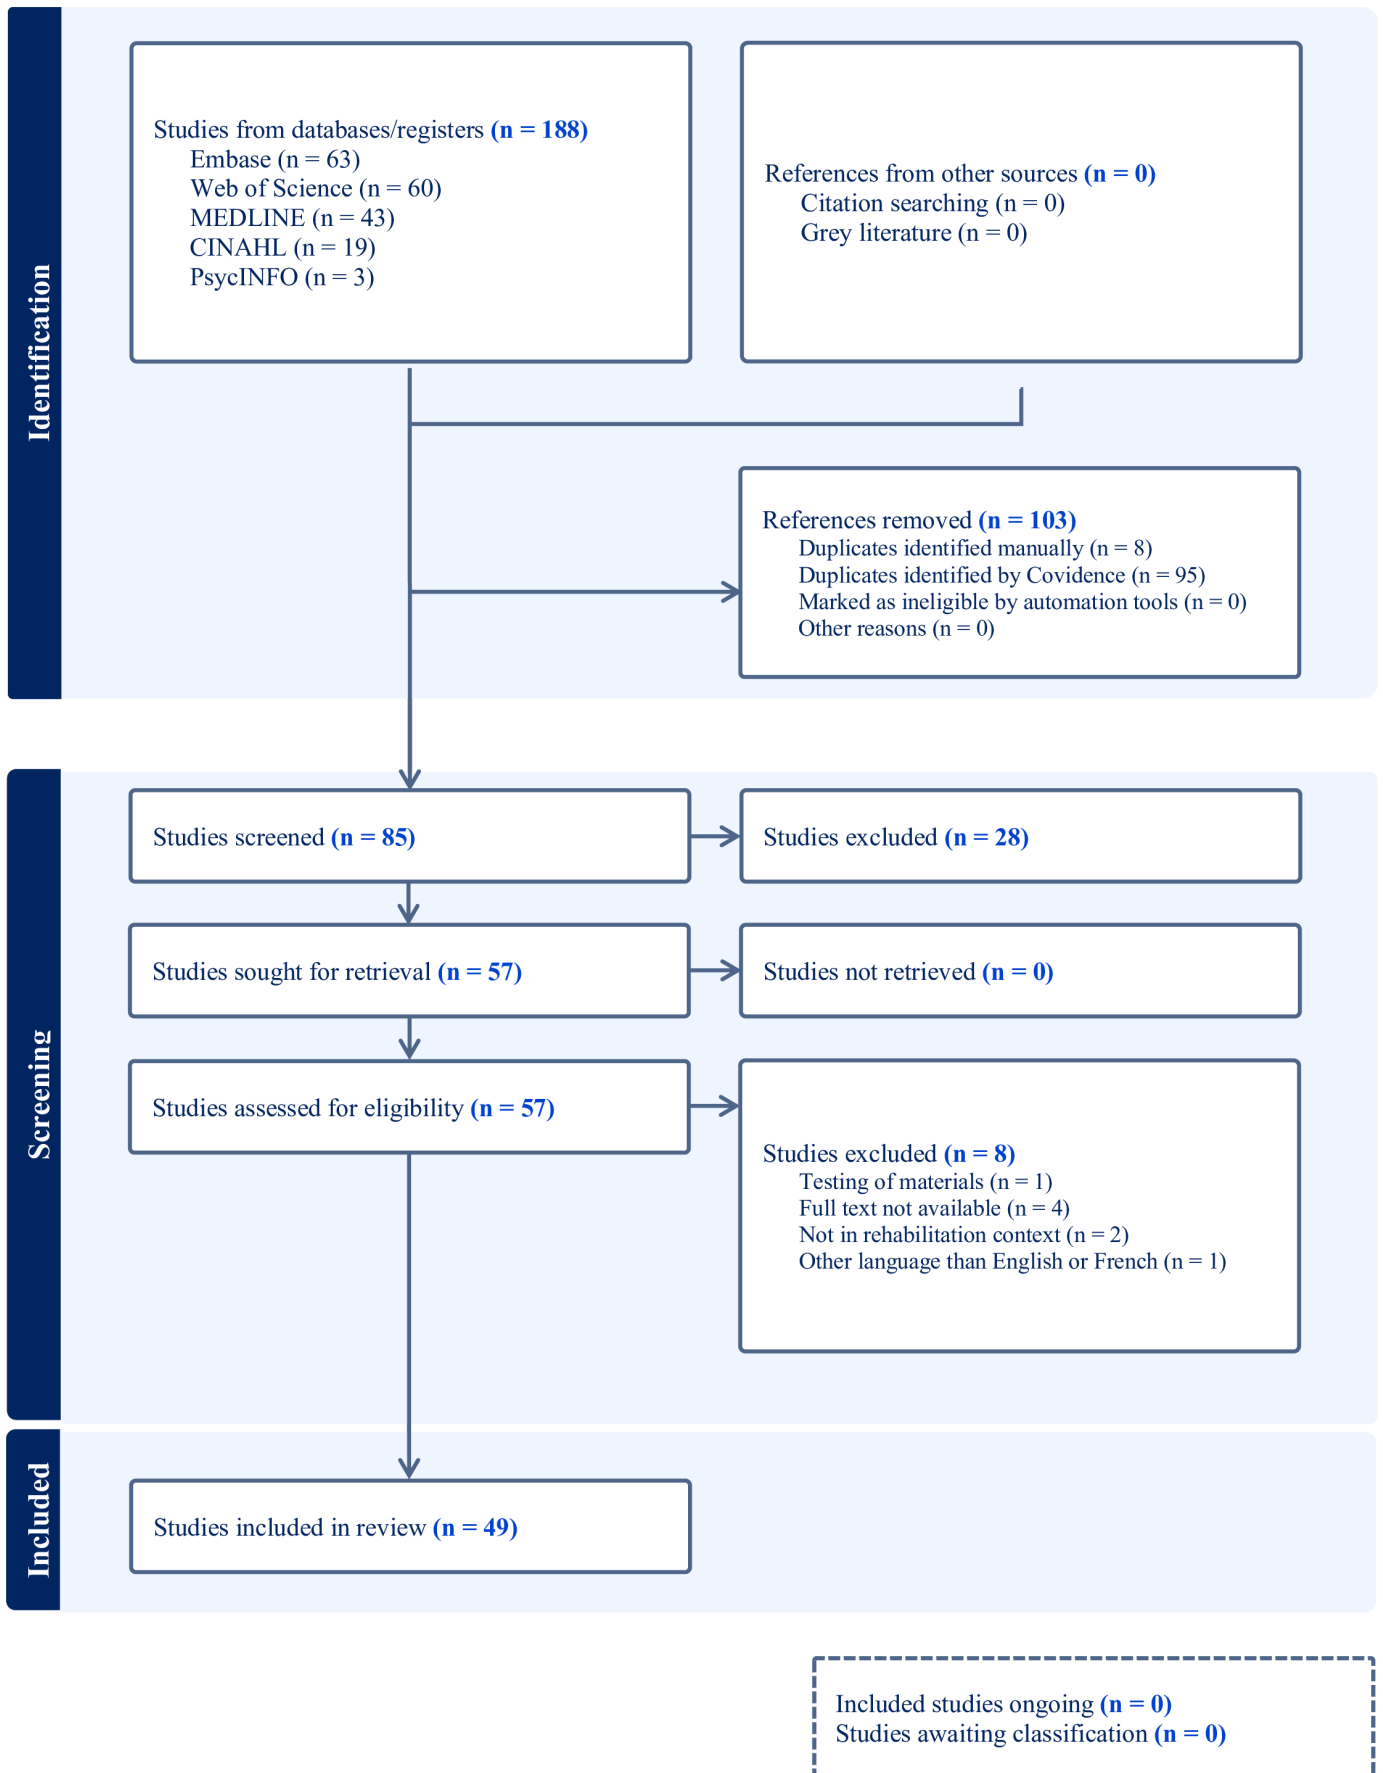 Identification
Studies from databases/registers (n = 188)
Embase (n = 63)
Web of Science (n = 60)
MEDLINE (n = 43)
CINAHL (n = 19)
PsycINFO (n = 3)
References from other sources (n = 0)
Citation searching (n = 0)
Grey literature (n = 0)
References removed (n = 103)
Duplicates identified manually (n = 8)
Duplicates identified by Covidence (n = 95)
Marked as ineligible by automation tools (n = 0)
Other reasons (n = 0)
Screening
Studies screened (n = 85)
Studies excluded (n = 28)
Studies sought for retrieval (n = 57)
Studies not retrieved (n = 0)
Studies assessed for eligibility (n = 57)
Studies excluded (n = 8)
Testing of materials (n = 1)
Full text not available (n = 4)
Not in rehabilitation context (n = 2)
Other language than English or French (n = 1)
Included
Studies included in review (n = 49)
Included studies ongoing (n = 0)
Studies awaiting classification (n = 0)